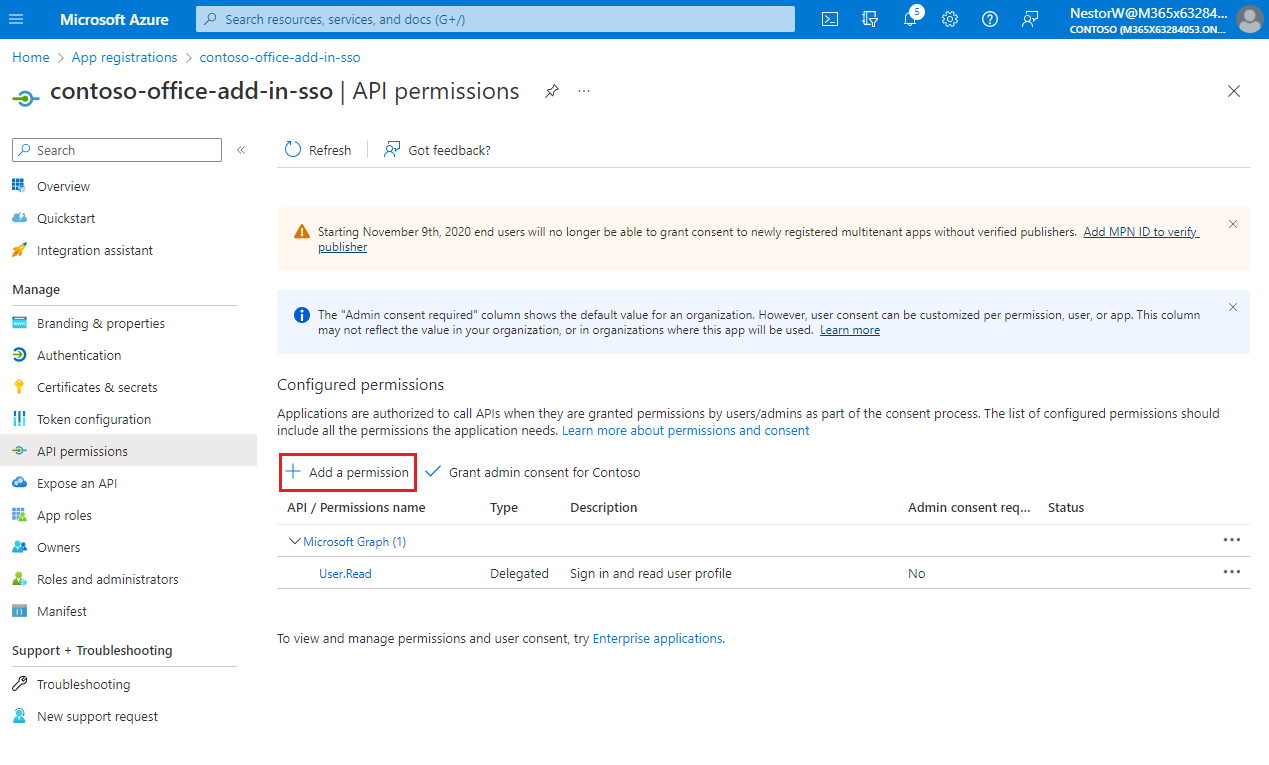 Microsoft Azure
Search resources, services, and docs (G+/)
5
NestorW@M365x63284...
CONTOSO (M365X63284053.ON...
Home > App registrations > contoso-office-add-in-sso
contoso-office-add-in-sso | API permissions
Search
Refresh
Got feedback?
Overview
Quickstart
Integration assistant
Manage
Branding & properties
Authentication
Certificates & secrets
Token configuration
API permissions
Expose an API
App roles
Owners
Roles and administrators
Manifest
Support + Troubleshooting
Troubleshooting
New support request
Starting November 9th, 2020 end users will no longer be able to grant consent to newly registered multitenant apps without verified publishers. Add MPN ID to verify
publisher
The "Admin consent required" column shows the default value for an organization. However, user consent can be customized per permission, user, or app. This column
may not reflect the value in your organization, or in organizations where this app will be used. Learn more
Configured permissions
Applications are authorized to call APIs when they are granted permissions by users/admins as part of the consent process. The list of configured permissions should
include all the permissions the application needs. Learn more about permissions and consent
Add a permission
Grant admin consent for Contoso
API / Permissions name Type Description Admin consent req... Status
Microsoft Graph (1)
User.Read Delegated Sign in and read user profile No
To view and manage permissions and user consent, try Enterprise applications.